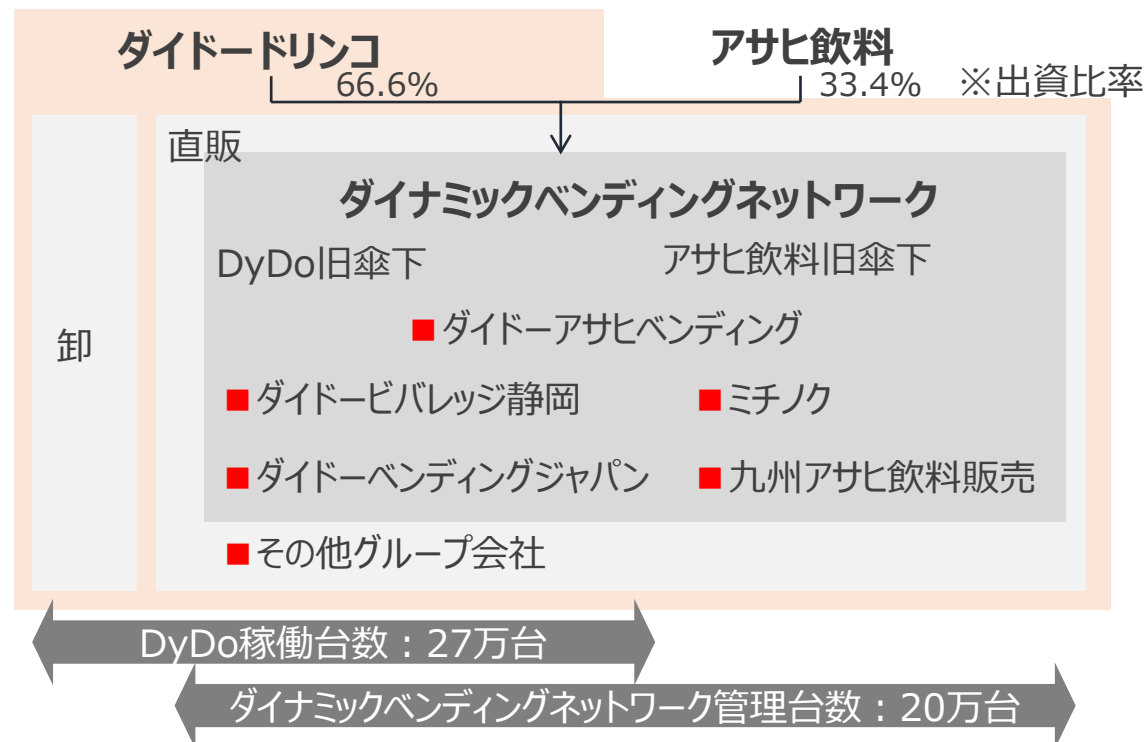 ダイドードリンコ
アサヒ飲料
66.6%
33.4% ※出資比率
卸
直販
ダイナミックベンディングネットワーク
DyDo旧傘下
アサヒ飲料旧傘下
■ダイドーアサヒベンディング
■ダイドービバレッジ静岡
■ミチノク
■ダイドーベンディングジャパン
■九州アサヒ飲料販売
■その他グループ会社
DyDo稼働台数：27万台
ダイナミックベンディングネットワーク管理台数：20万台